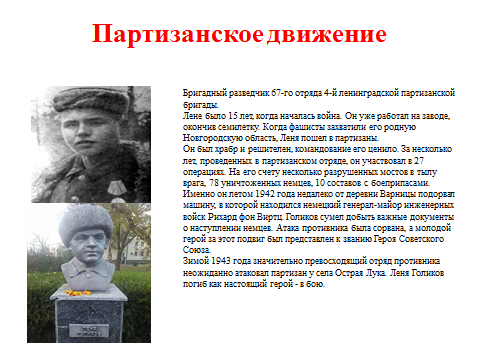 Партизанское движение
Бригадный разведчик 67-го отряда 4-й ленинградской партизанской
бригады.
Лене было 15 лет, когда началась война. Он уже работал на заводе,
окончив семилетку. Когда фашисты захватили его родную
Новгородскую область, Леня пошел в партизаны.
Он был храбр и решителен, командование его ценило. За несколько
лет, проведенных в партизанском отряде, он участвовал в 27
операциях. На его счету несколько разрушенных мостов в тылу
врага, 78 уничтоженных немцев, 10 составов с боеприпасами.
Именно он летом 1942 года недалеко от деревни Варницы подорвал
машину, в которой находился немецкий генерал-майор инженерных
войск Рихард фон Виртц. Голиков сумел добыть важные документы
о наступлении немцев. Атака противника была сорвана, а молодой
герой за этот подвиг был представлен к званию Героя Советского
Союза.
Зимой 1943 года значительно превосходящий отряд противника
неожиданно атаковал партизан у села Острая Лука. Леня Голиков
погиб как настоящий герой - в бою.